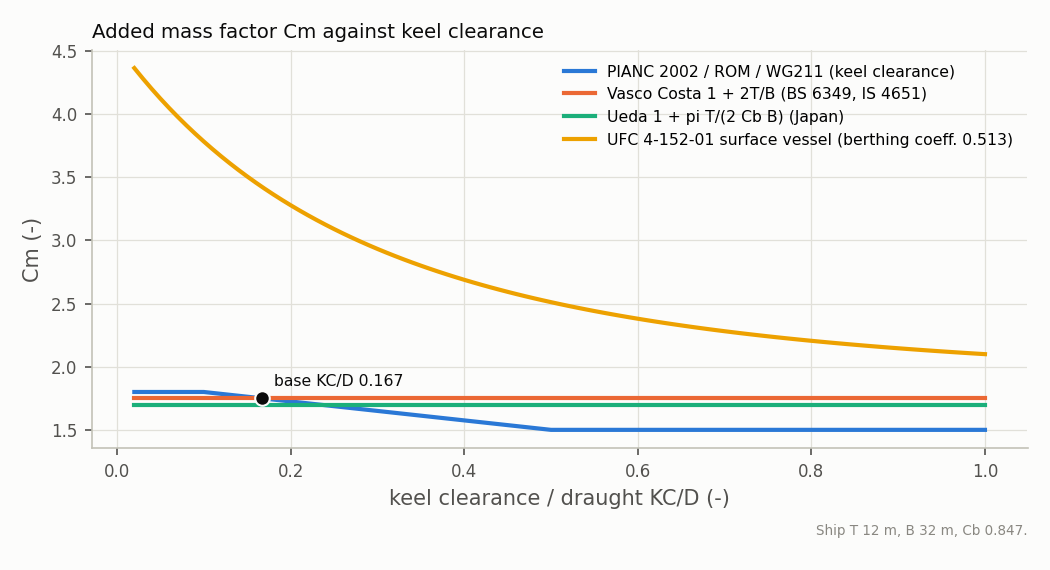 Added mass factor Cm against keel clearance
4.5
4.0
3.5
3.0
2.5
2.0
1.5
Cm (-)
PIANC 2002 / ROM / WG211 (keel clearance)
Vasco Costa 1 + 2T/B (BS 6349, IS 4651)
Ueda 1 + pi T/(2 Cb B) (Japan)
UFC 4-152-01 surface vessel (berthing coeff. 0.513)
base KC/D 0.167
0.0 0.2 0.4 0.6 0.8 1.0
keel clearance / draught KC/D (-)
Ship T 12 m, B 32 m, Cb 0.847.